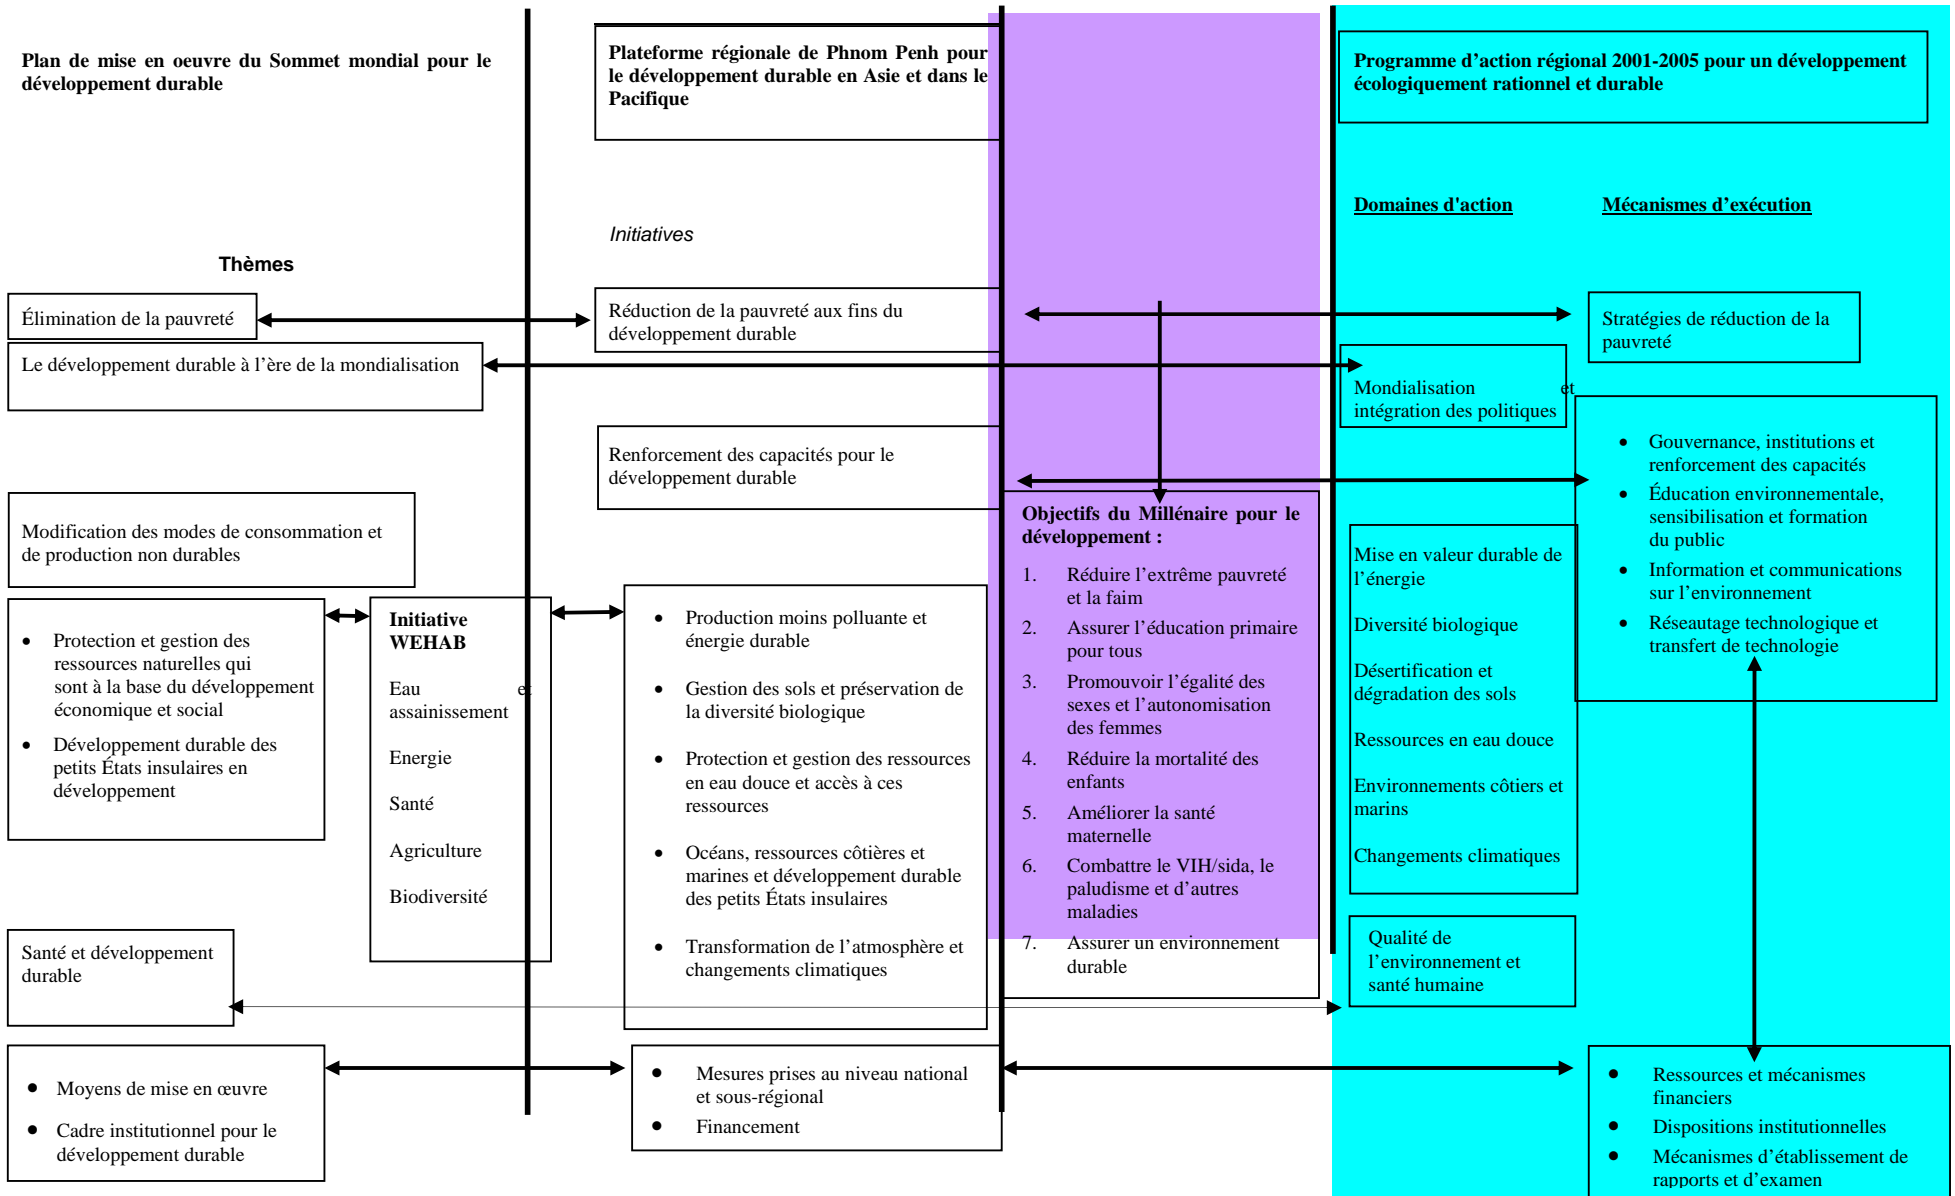 Plan de mise en oeuvre du Sommet mondial pour le
développement durable
Thèmes
Élimination de la pauvreté
Le développement durable à l’ère de la mondialisation
Modification des modes de consommation et
de production non durables
• Protection et gestion des
ressources naturelles qui
sont à la base du développement
économique et social
• Développement durable des
petits États insulaires en
développement
Initiative
WEHAB
Eau et
assainissement
Energie
Santé
Agriculture
Biodiversité
Santé et développement
durable
• Moyens de mise en œuvre
• Cadre institutionnel pour le
développement durable
Plateforme régionale de Phnom Penh pour
le développement durable en Asie et dans le
Pacifique
Initiatives
Réduction de la pauvreté aux fins du
développement durable
Renforcement des capacités pour le
développement durable
• Production moins polluante et
énergie durable
• Gestion des sols et préservation de
la diversité biologique
• Protection et gestion des ressources
en eau douce et accès à ces
ressources
• Océans, ressources côtières et
marines et développement durable
des petits États insulaires
• Transformation de l’atmosphère et
changements climatiques
• Mesures prises au niveau national
et sous-régional
• Financement
Objectifs du Millénaire pour le
développement :
1. Réduire l’extrême pauvreté
et la faim
2. Assurer l’éducation primaire
pour tous
3. Promouvoir l’égalité des
sexes et l’autonomisation
des femmes
4. Réduire la mortalité des
enfants
5. Améliorer la santé
maternelle
6. Combattre le VIH/sida, le
paludisme et d’autres
maladies
7. Assurer un environnement
durable
Programme d’action régional 2001-2005 pour un développement
écologiquement rationnel et durable
Domaines d'action
Mondialisation et
intégration des politiques
Mise en valeur durable de
l’énergie
Diversité biologique
Désertification et
dégradation des sols
Ressources en eau douce
Environnements côtiers et
marins
Changements climatiques
Qualité de
l’environnement et
santé humaine
Mécanismes d’exécution
Stratégies de réduction de la
pauvreté
• Gouvernance, institutions et
renforcement des capacités
• Éducation environnementale,
sensibilisation et formation
du public
• Information et communications
sur l’environnement
• Réseautage technologique et
transfert de technologie
• Ressources et mécanismes
financiers
• Dispositions institutionnelles
• Mécanismes d’établissement de
rapports et d’examen